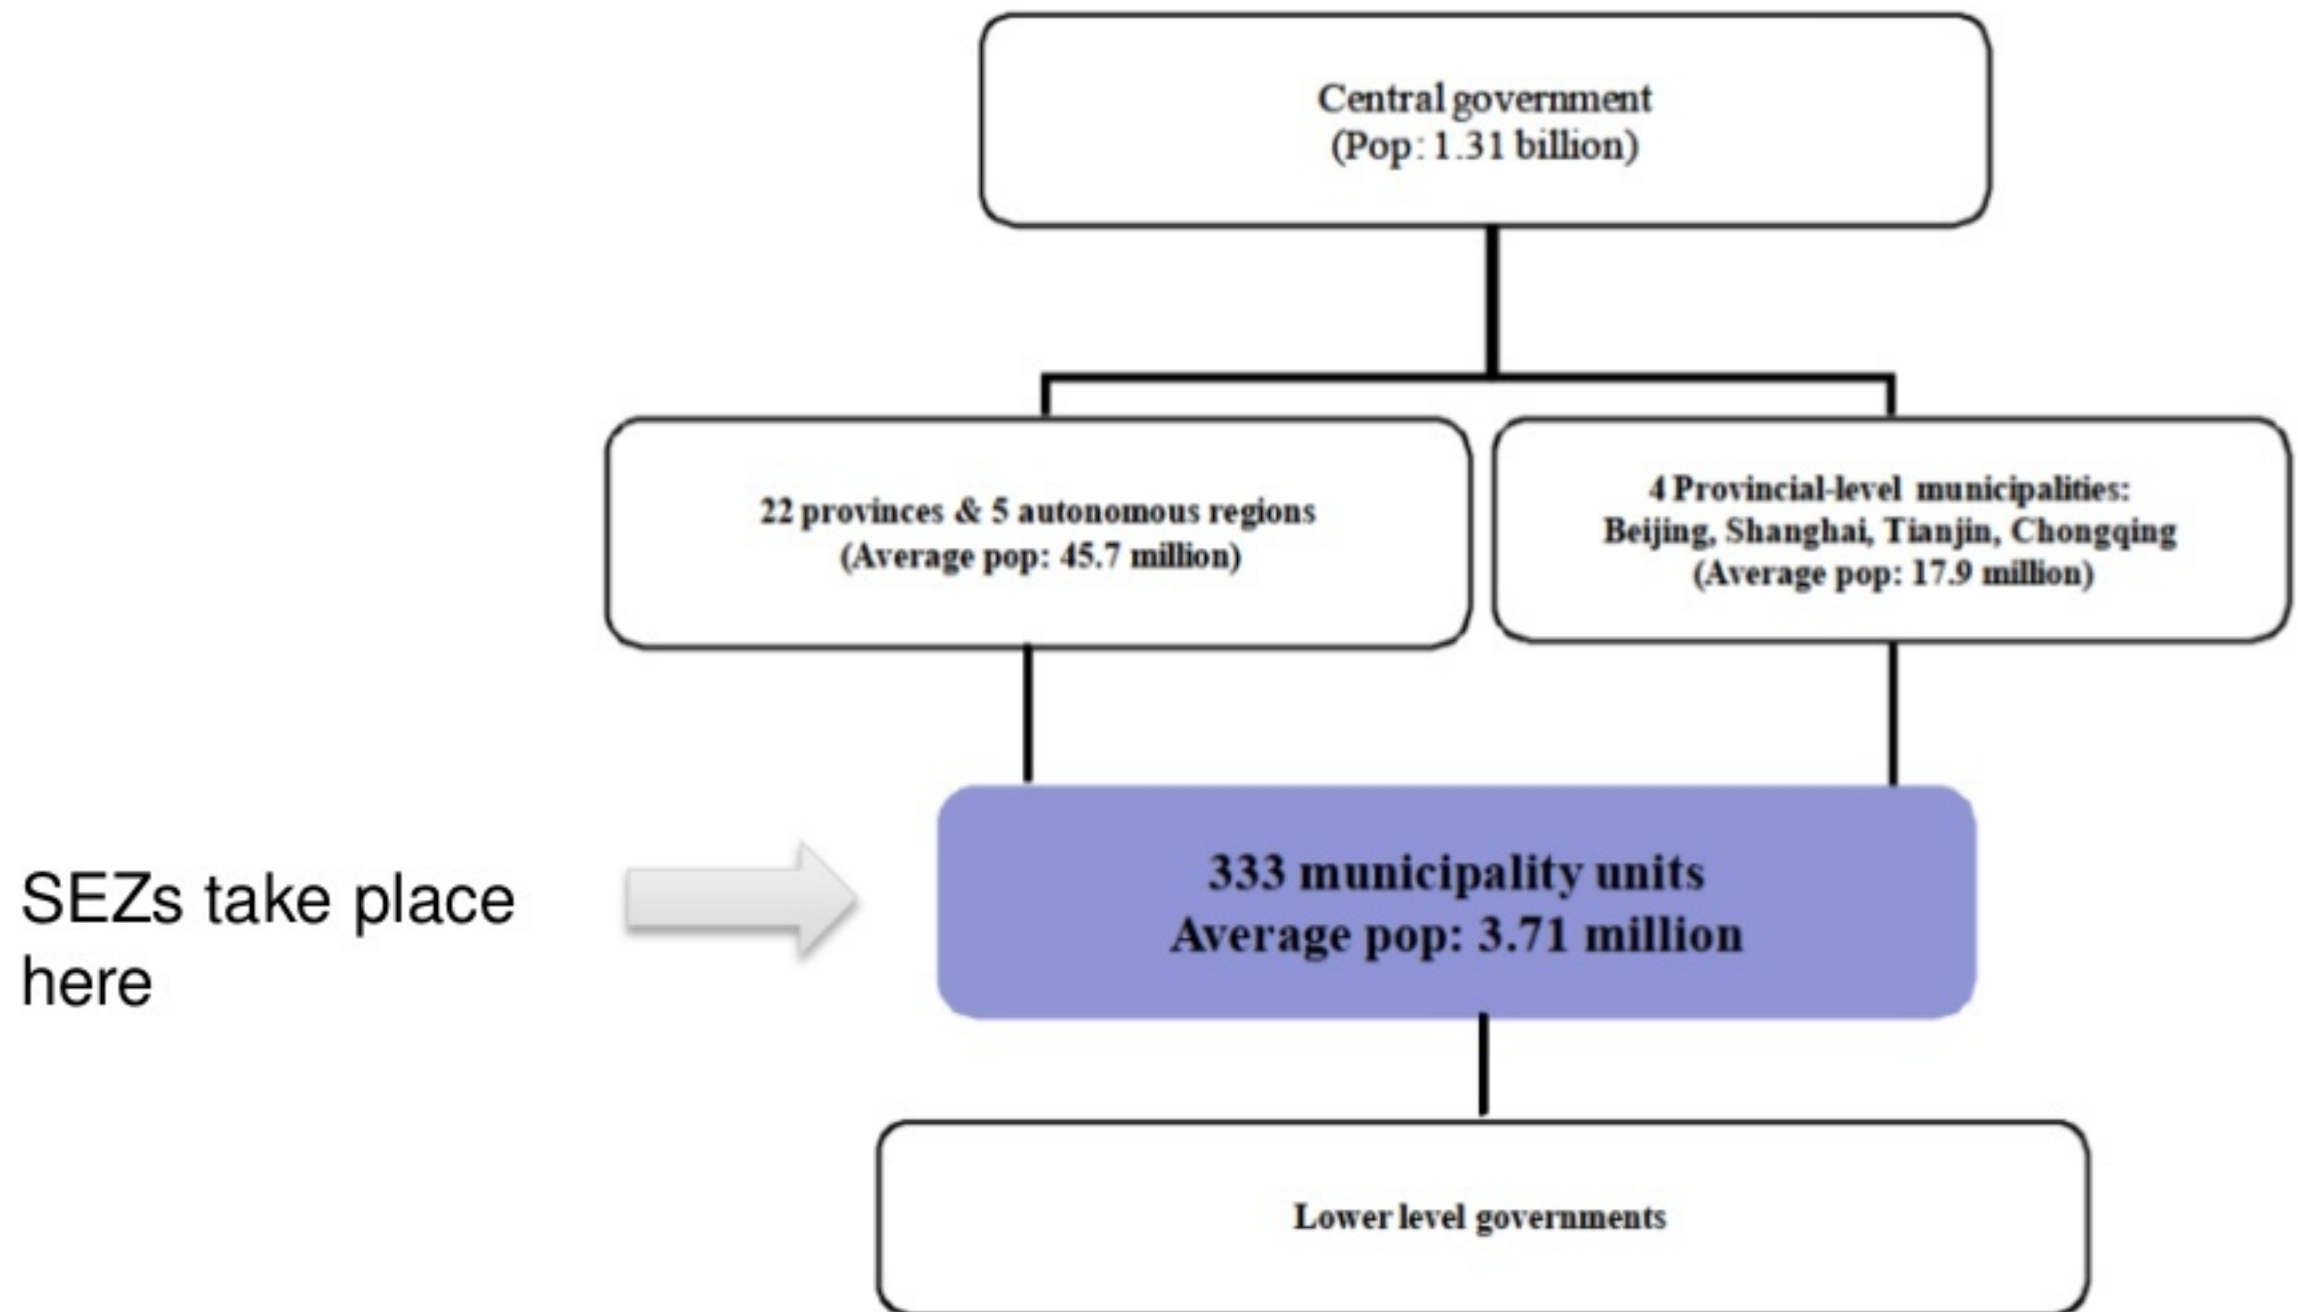 Central government
(Pop: 1.31 billion)
22 provinces & 5 autonomous regions
(Average pop: 45.7 million)
4 Provincial-level municipalities:
Beijing, Shanghai, Tianjin, Chongqing
(Average pop: 17.9 million)
SEZs take place
here
333 municipality units
Average pop: 3.71 million
Lower level governments